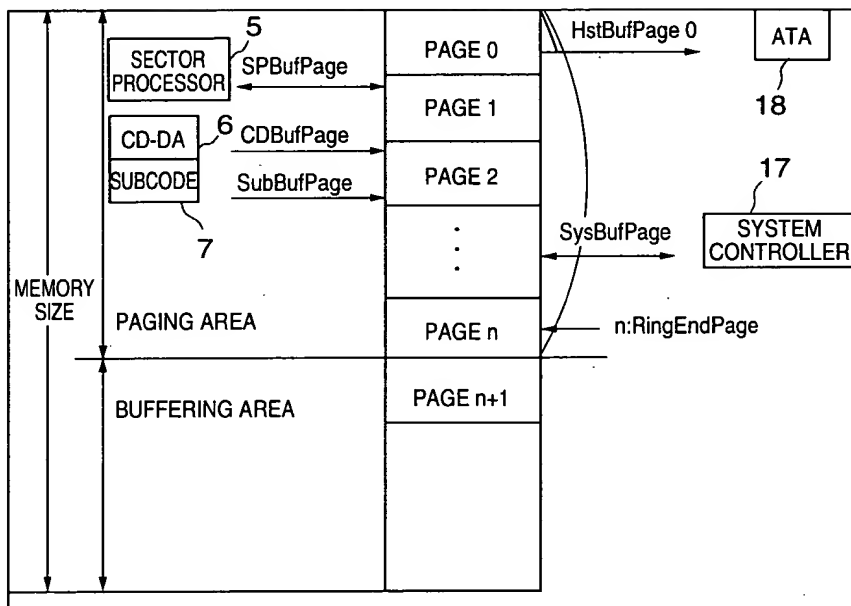 5
SECTOR
PROCESSOR
SPBufPage
6
CD-DA
CDBufPage
SUBCODE
SubBufPage
7
MEMORY
SIZE
PAGING AREA
BUFFERING AREA
PAGE 0
PAGE 1
PAGE 2
PAGE n
PAGE n+1
HstBufPage 0
ATA
18
17
SysBufPage
SYSTEM
CONTROLLER
n:RingEndPage